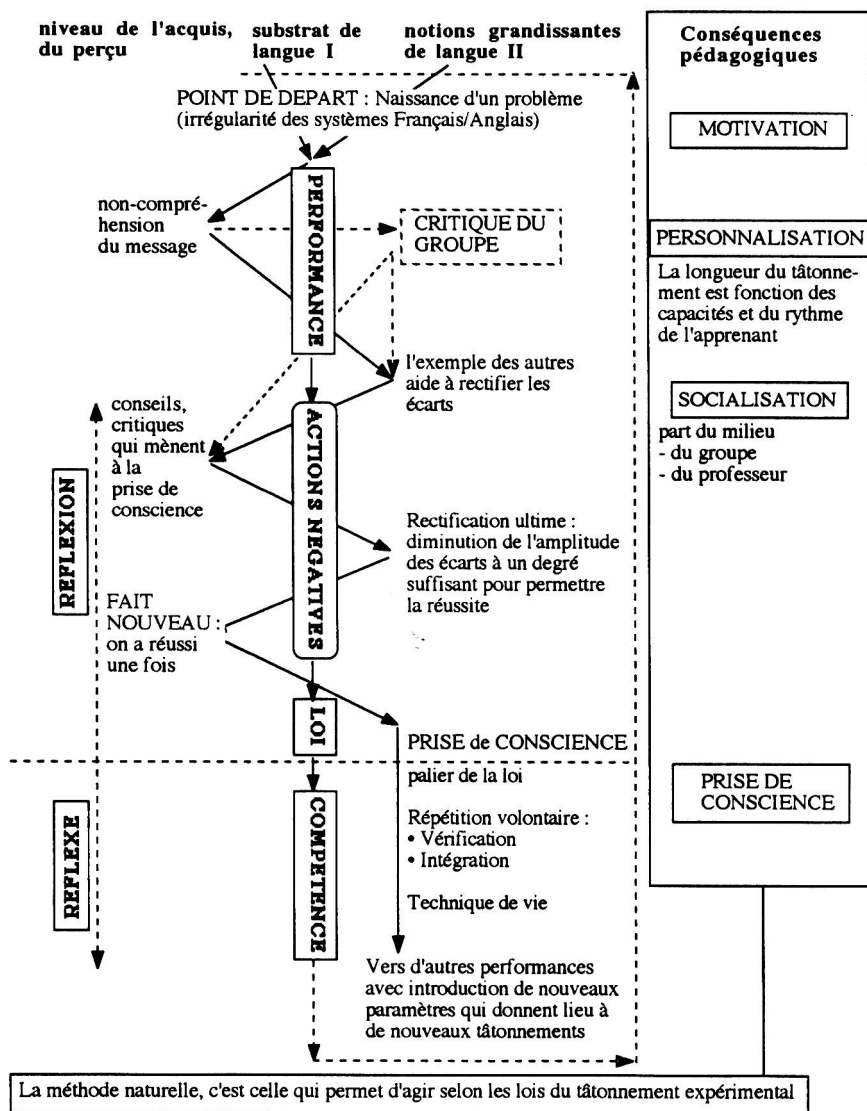 niveau de l'acquis,
du perçu
substrat de
langue I
notions grandissantes
de langue II
POINT DE DEPART : Naissance d'un problème
(irrégularité des systèmes Français/Anglais)
PERFORMANCE
non-compré-
hension
du message
CRITIQUE DU
GROUPE
l'exemple des autres
aide à rectifier les
écarts
conseils,
critiques
qui mènent
à la
prise de
conscience
ACTIONS NEGATIVES
REFLEXION
Rectification ultime :
diminution de l'amplitude
des écarts à un degré
suffisant pour permettre
la réussite
FAIT
NOUVEAU :
on a réussi
une fois
LOI
PRISE de CONSCIENCE
palier de la loi
COMPETENCE
REFLEXE
Répétition volontaire :
• Vérification
• Intégration
Technique de vie
Vers d'autres performances
avec introduction de nouveaux
paramètres qui donnent lieu à
de nouveaux tâtonnements
Conséquences
pédagogiques
MOTIVATION
PERSONNALISATION
La longueur du tâtonne-
ment est fonction des
capacités et du rythme
de l'apprenant
SOCIALISATION
part du milieu
- du groupe
- du professeur
PRISE DE
CONSCIENCE
La méthode naturelle, c'est celle qui permet d'agir selon les lois du tâtonnement expérimental